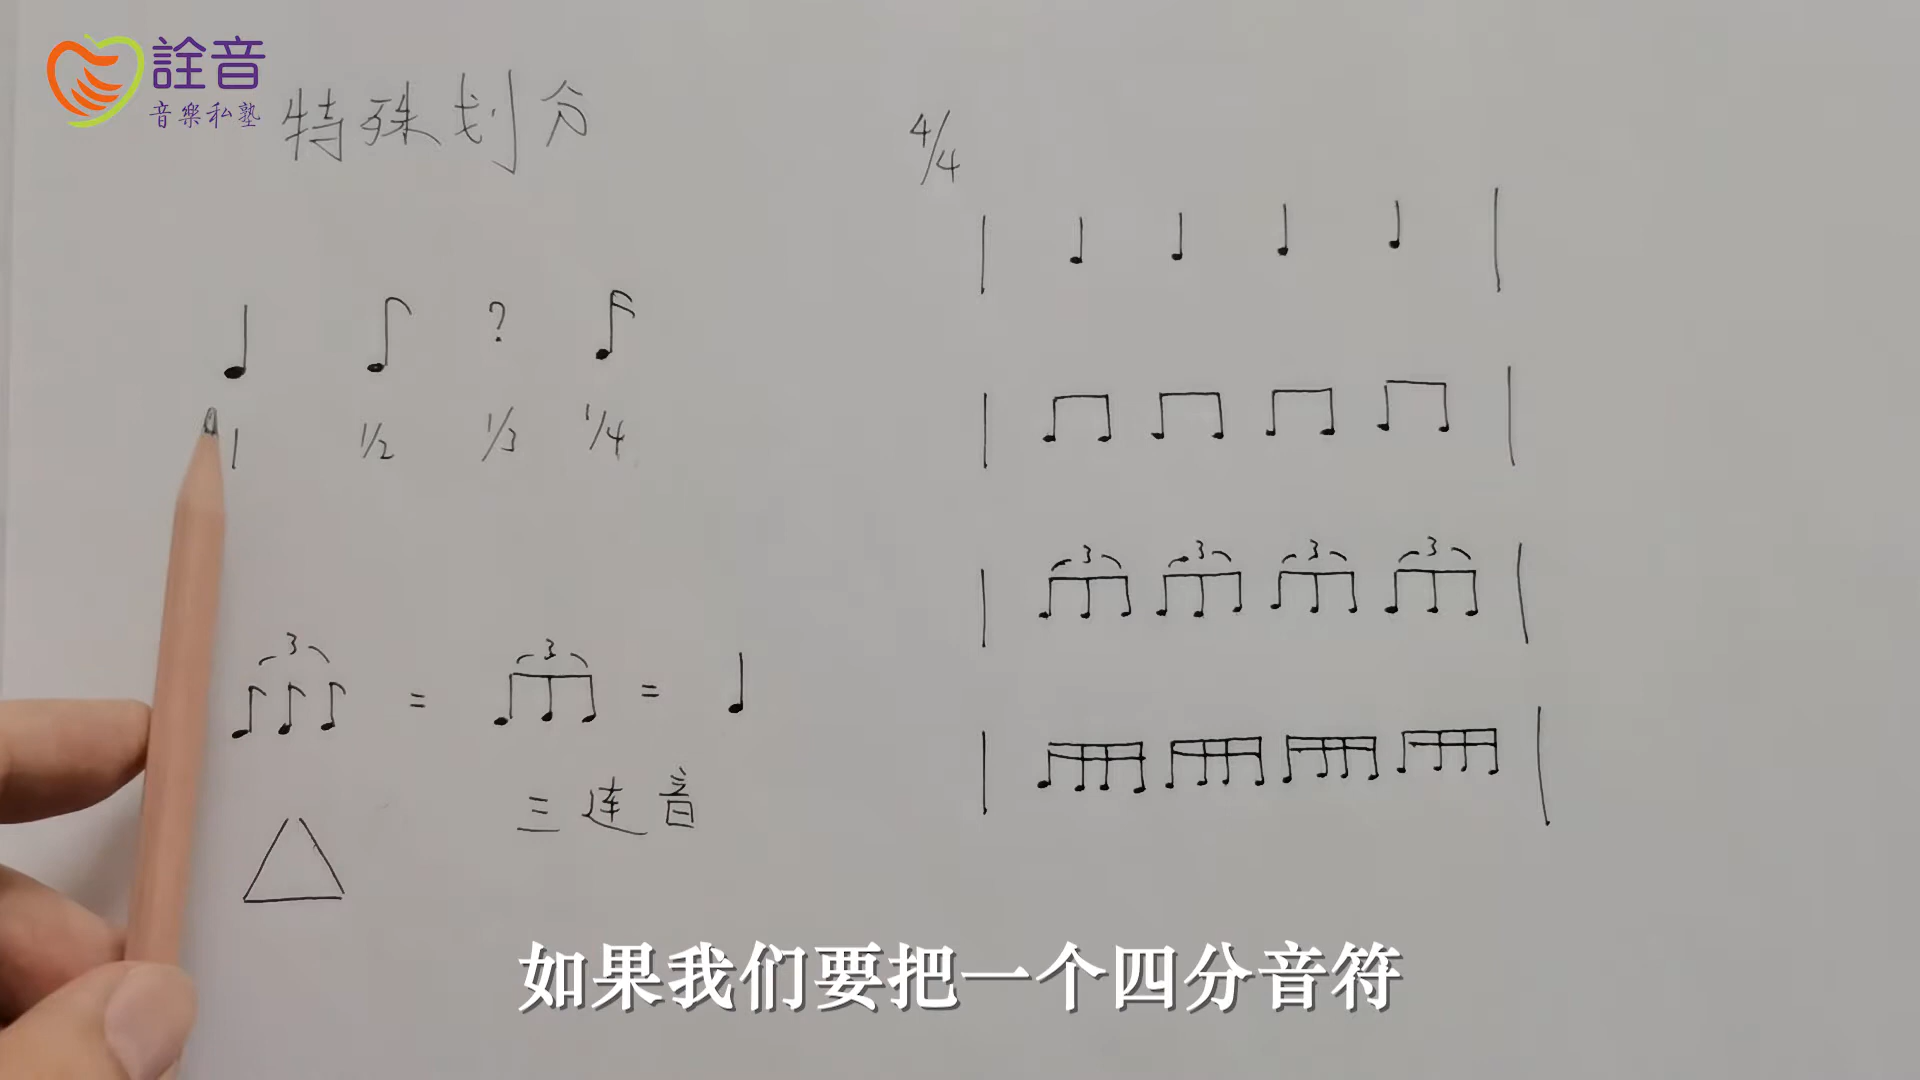 詮音
音樂私塾
特殊划分
4/4
?
1 1/2 1/3 1/4
3 3 3 3
3 = 3 =
三连音
如果我们要把一个四分音符